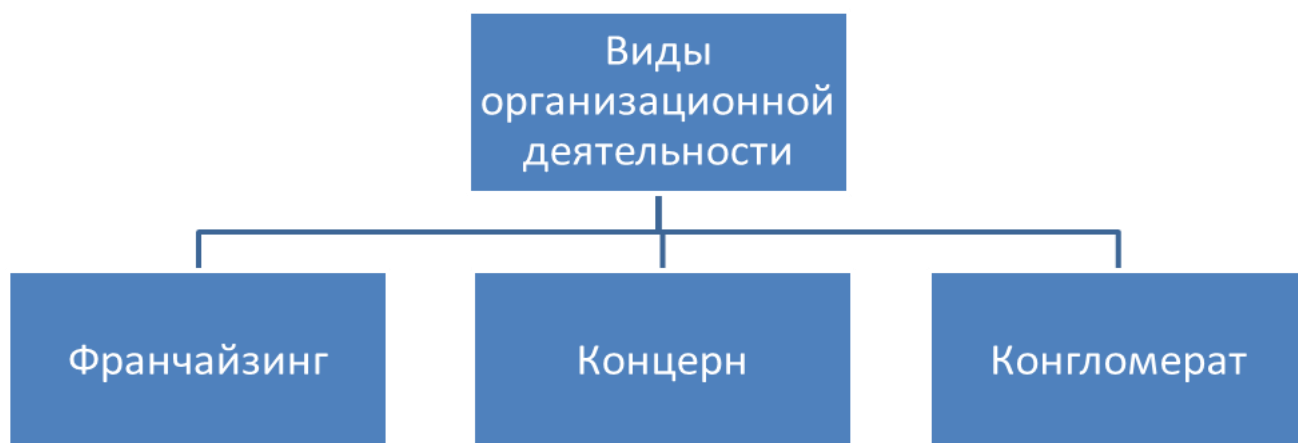 Виды
организационной
деятельности
Франчайзинг
Концерн
Конгломерат